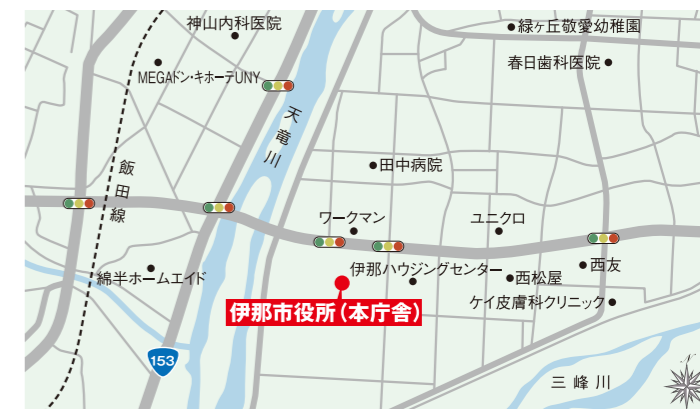 神山内科医院
緑ヶ丘敬愛幼稚園
MEGAドン・キホーテUNY
春日歯科医院
天竜川
飯田線
田中病院
ワークマン
ユニクロ
綿半ホームエイド
伊那ハウジングセンター
西松屋
西友
伊那市役所(本庁舎)
ケイ皮膚科クリニック
153
三峰川
N